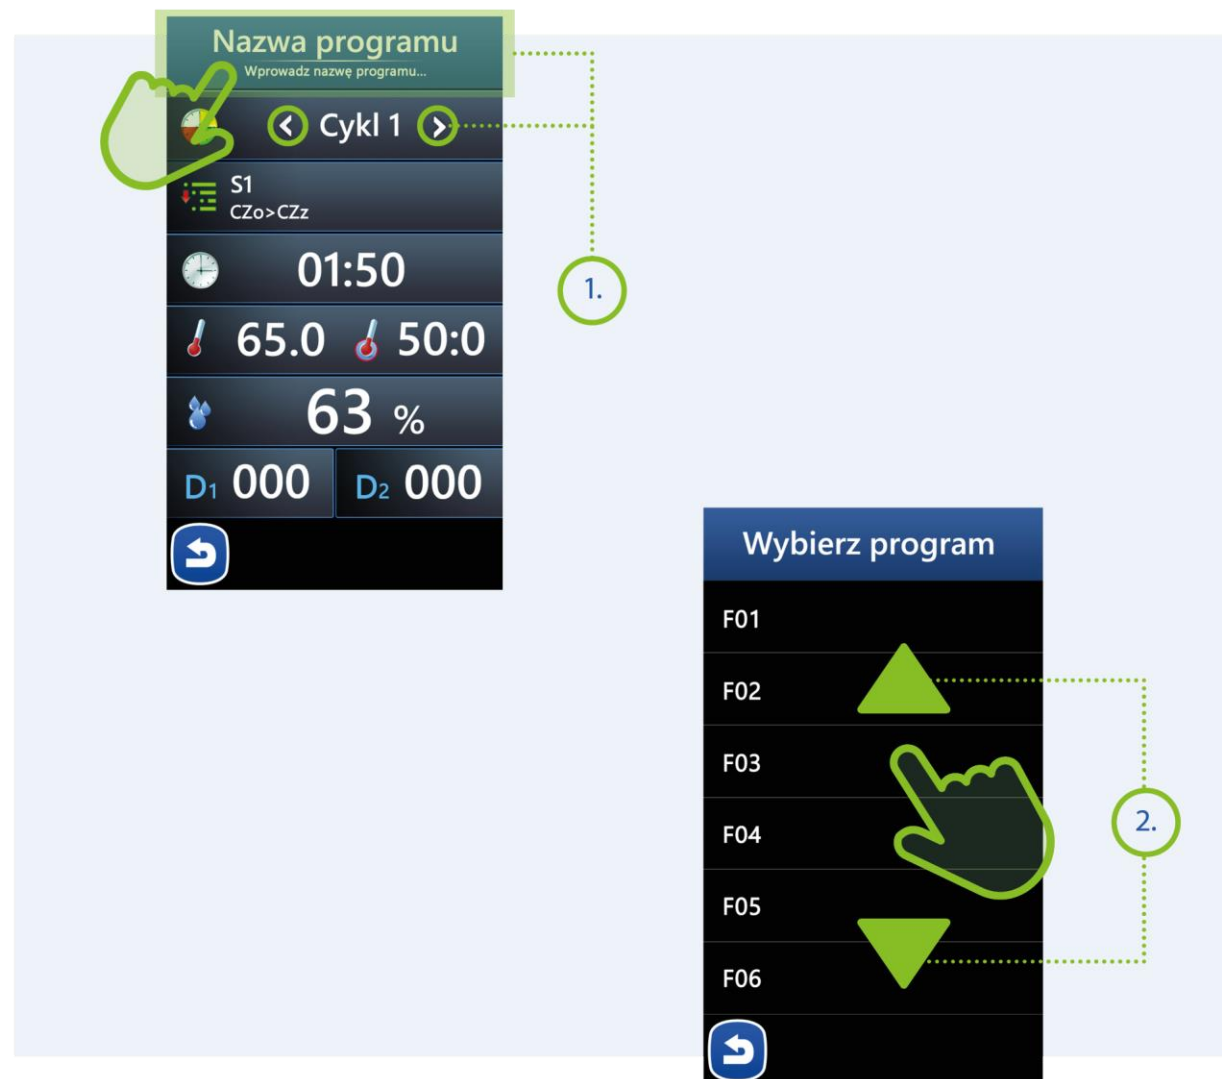 Nazwa programu
Wprowadz nazwę programu...
Cykl 1
S1
CZo>CZz
01:50
65.0 50:0
63 %
D1 000 D2 000
1.
Wybierz program
F01
F02
F03
F04
F05
F06
2.